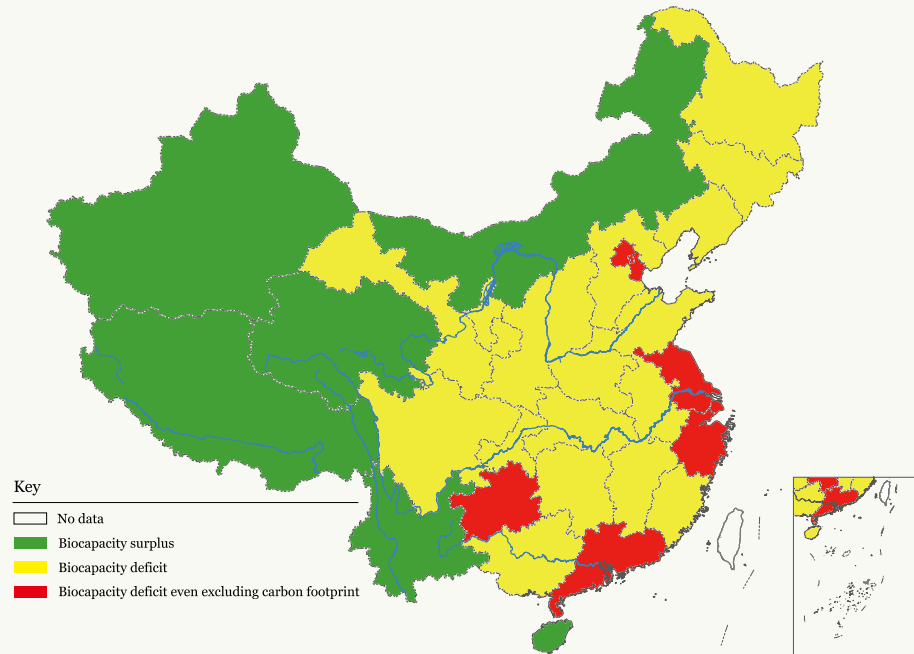 Key
No data
Biocapacity surplus
Biocapacity deficit
Biocapacity deficit even excluding carbon footprint